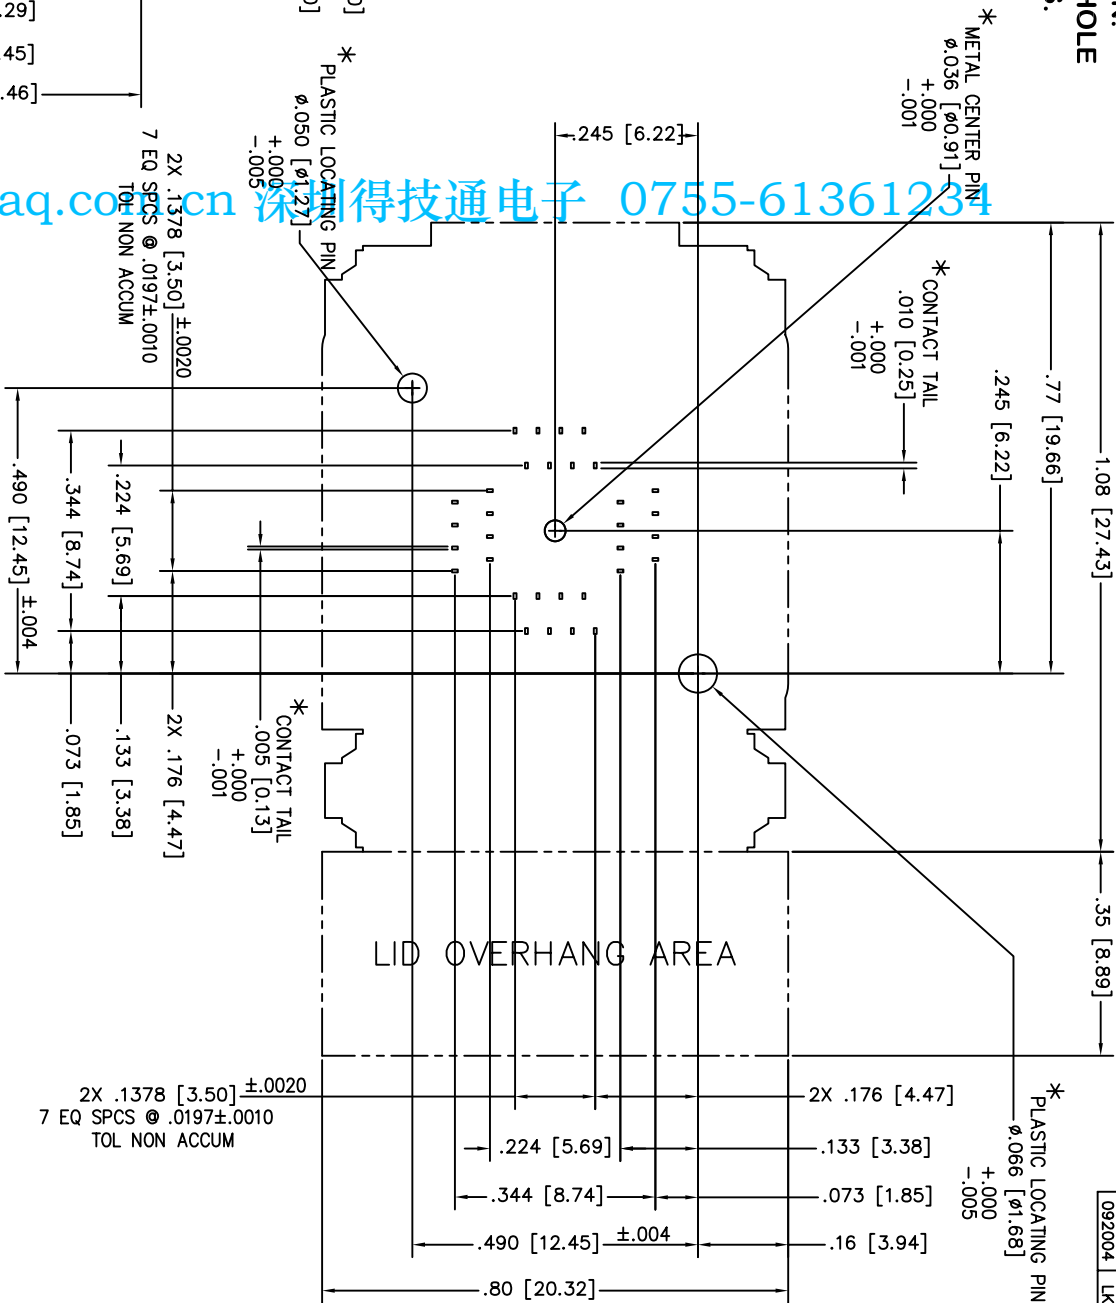 N.
HOLE
S.
.29]
.45]
.46]
0]
0]
* METAL CENTER PIN
ø.036 [ø0.91]
+.000
-.001
* PLASTIC LOCATING PIN
ø.050 [ø1.27]
+.000
-.005
.245 [6.22]
aq.com.cn 深圳得技通电子 0755-61361234
2X .1378 [3.50] ±.0020
7 EQ SPCS @ .0197±.0010
TOL NON ACCUM
* CONTACT TAIL
.010 [0.25]
+.000
-.001
.245 [6.22]
.77 [19.66]
1.08 [27.43]
.490 [12.45] ±.004
.344 [8.74]
.224 [5.69]
.073 [1.85]
.133 [3.38]
2X .176 [4.47]
* CONTACT TAIL
.005 [0.13]
+.000
-.001
.35 [8.89]
LID OVERHANG AREA
2X .1378 [3.50] ±.0020
7 EQ SPCS @ .0197±.0010
TOL NON ACCUM
2X .176 [4.47]
.224 [5.69]
.133 [3.38]
.344 [8.74]
.073 [1.85]
.490 [12.45] ±.004
.16 [3.94]
.80 [20.32]
* PLASTIC LOCATING PIN
ø.066 [ø1.68]
+.000
-.005
092004 LK